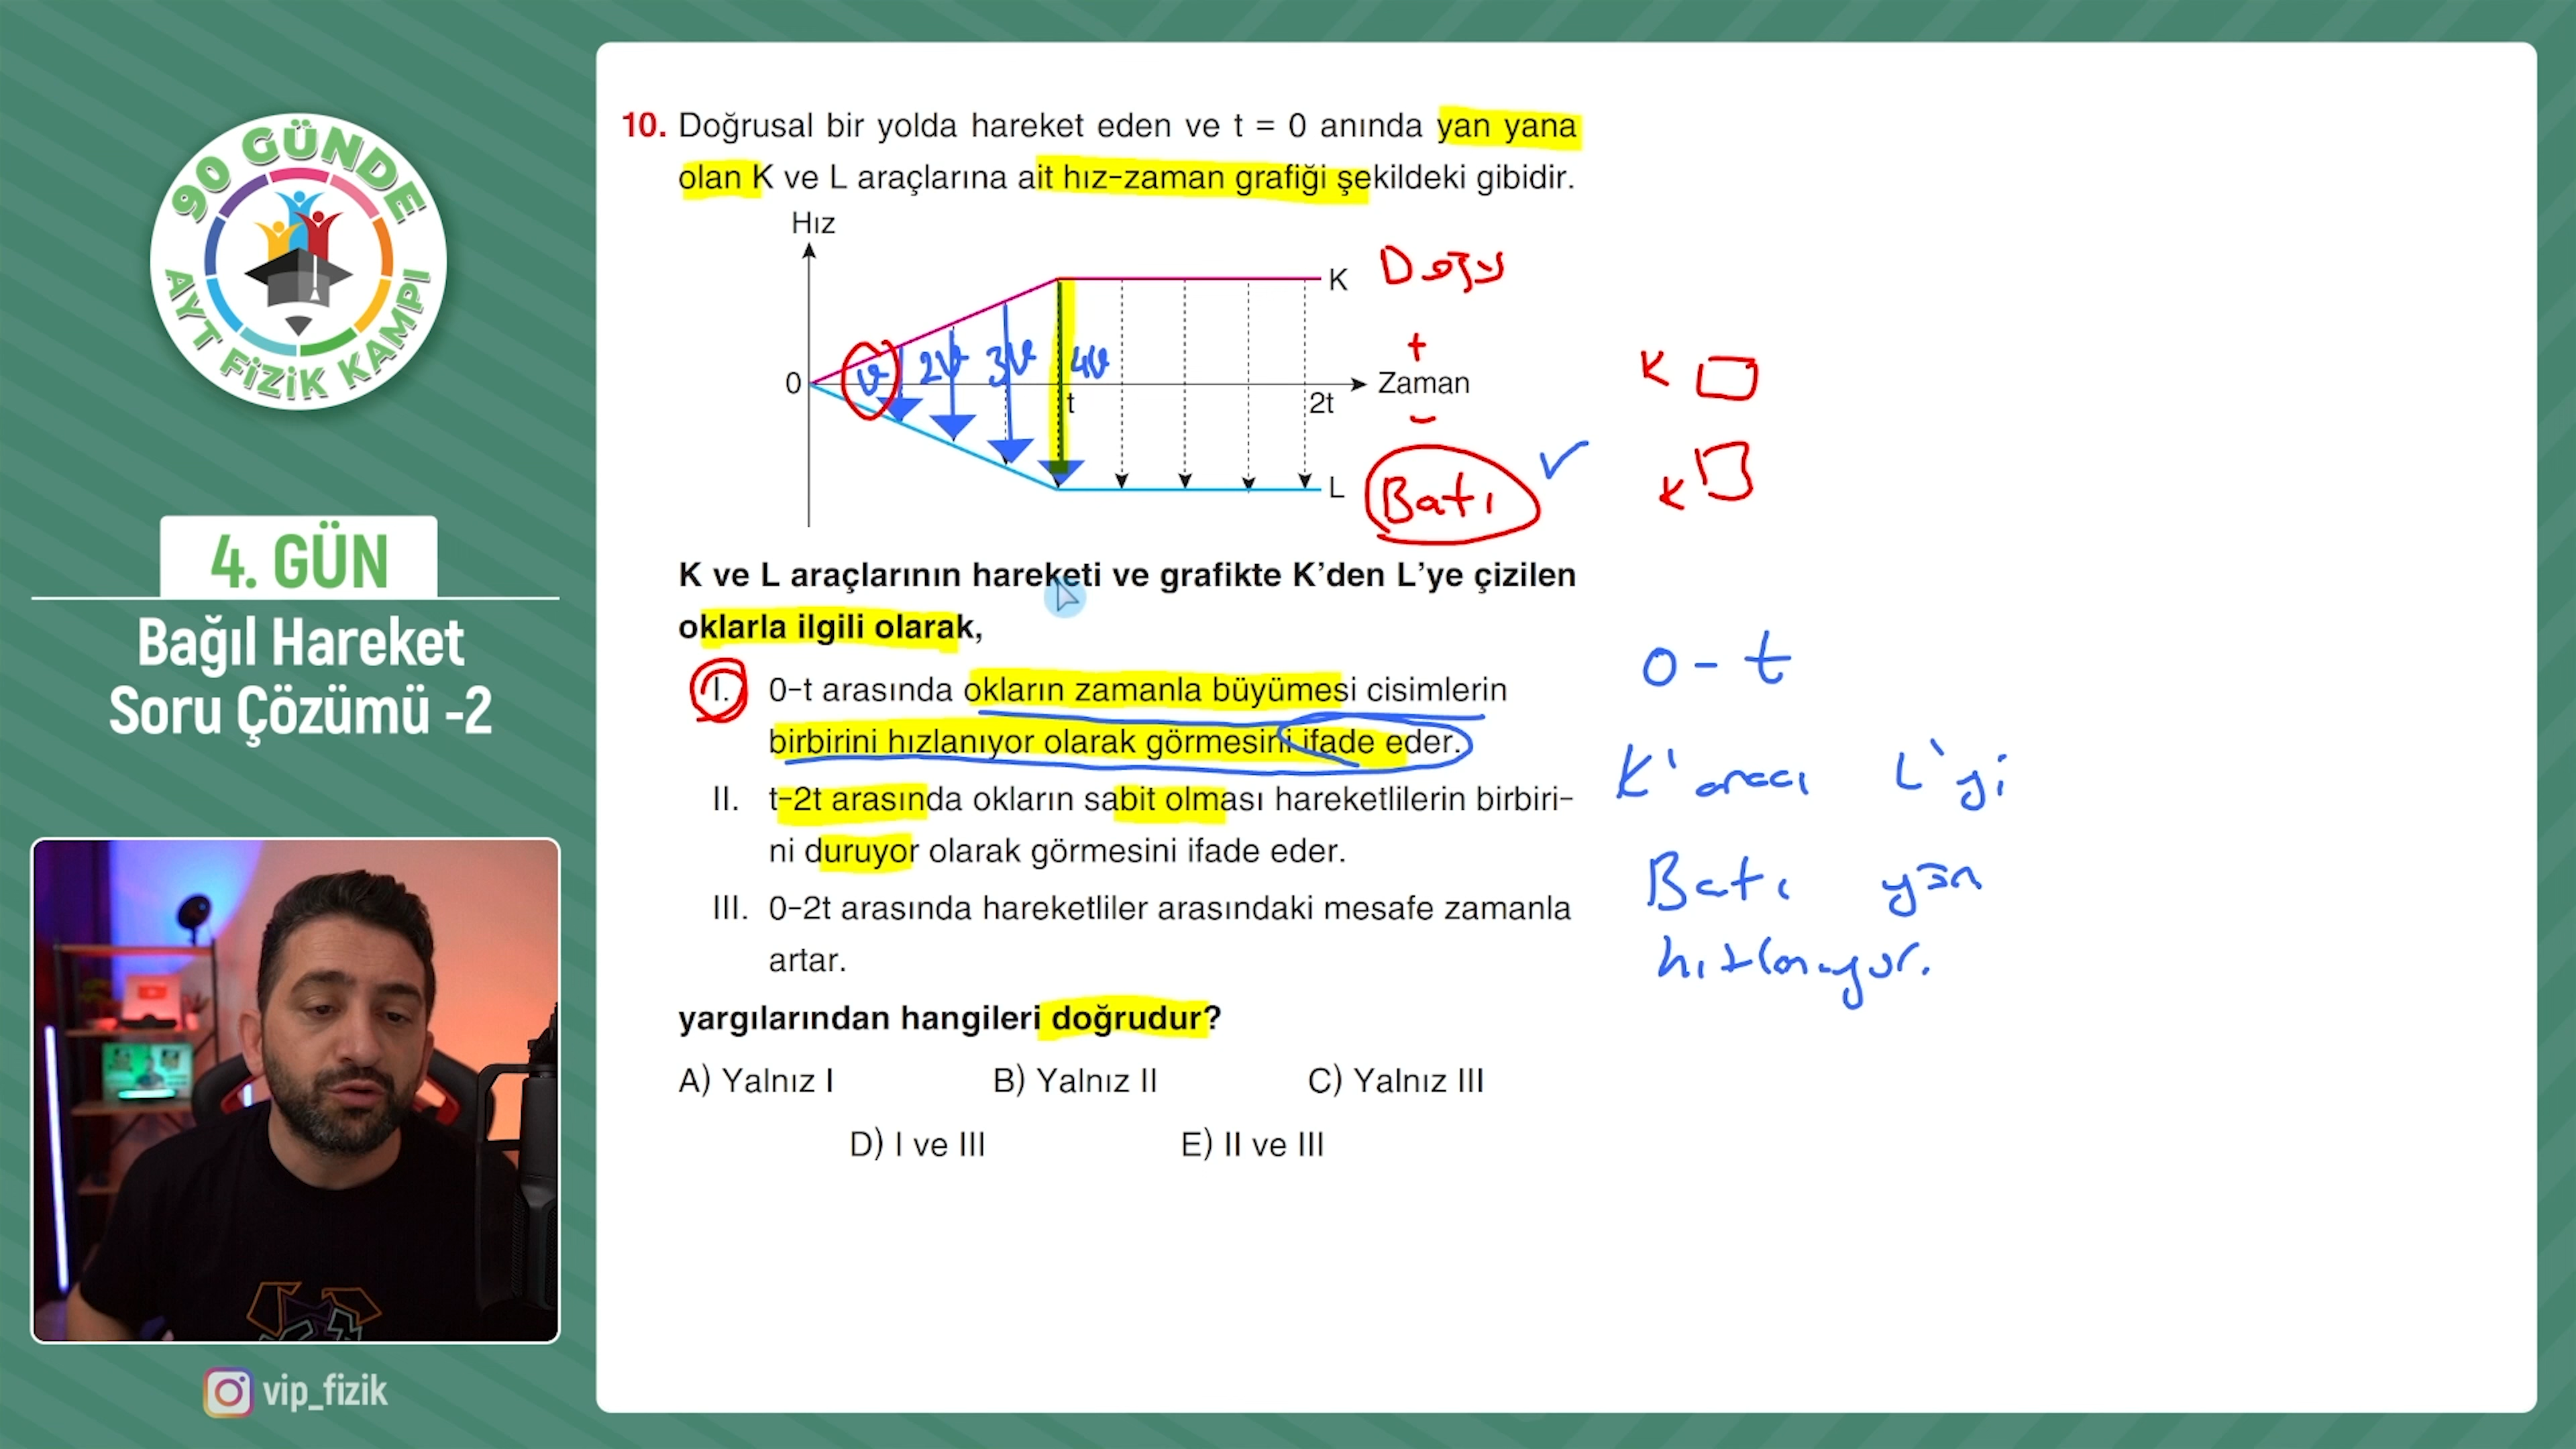 90 GÜNDE
AYT FİZİK KAMPI
4. GÜN
Bağıl Hareket
Soru Çözümü -2
vip_fizik
10. Doğrusal bir yolda hareket eden ve t = 0 anında yan yana
olan K ve L araçlarına ait hız-zaman grafiği şekildeki gibidir.
Hız
K
Doğu
+
0
ϑ
2ϑ
3ϑ
4ϑ
t
2t
Zaman
-
L
Batı
K
K
K ve L araçlarının hareketi ve grafikte K'den L'ye çizilen
oklarla ilgili olarak,
I. 0-t arasında okların zamanla büyümesi cisimlerin
birbirini hızlanıyor olarak görmesini ifade eder.
II. t-2t arasında okların sabit olması hareketlilerin birbiri-
ni duruyor olarak görmesini ifade eder.
III. 0-2t arasında hareketliler arasındaki mesafe zamanla
artar.
yargılarından hangileri doğrudur?
A) Yalnız I B) Yalnız II C) Yalnız III
D) I ve III E) II ve III
0 - t
K' aracı L'yi
Batı yön
hızlanıyor.